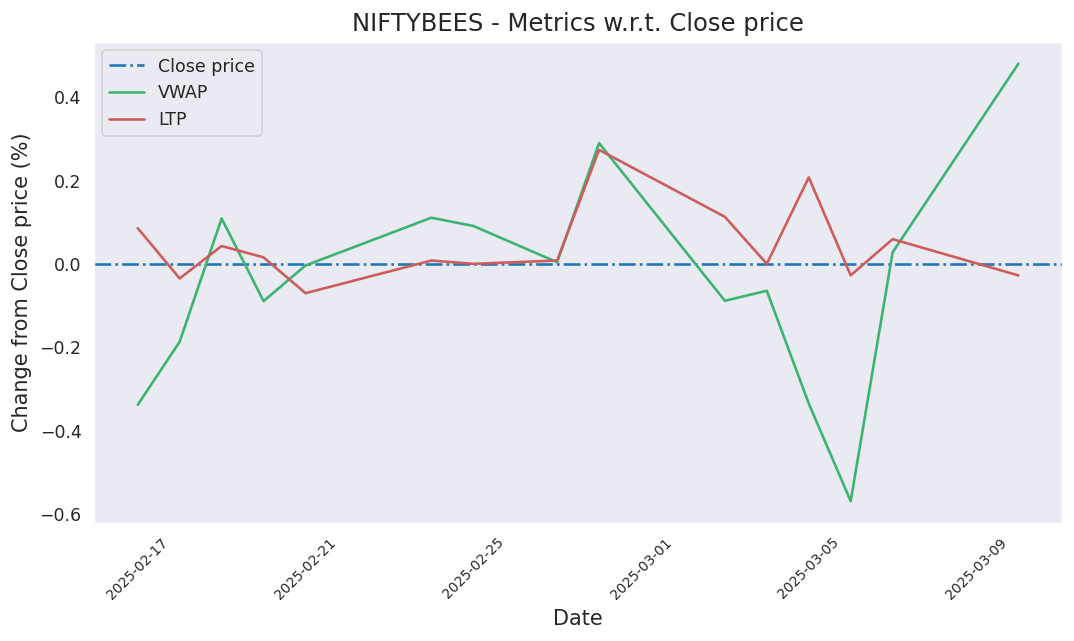 NIFTYBEES - Metrics w.r.t. Close price
Close price
VWAP
LTP
Change from Close price (%)
0.4
0.2
0.0
−0.2
−0.4
−0.6
2025-02-17
2025-02-21
2025-02-25
2025-03-01
2025-03-05
2025-03-09
Date